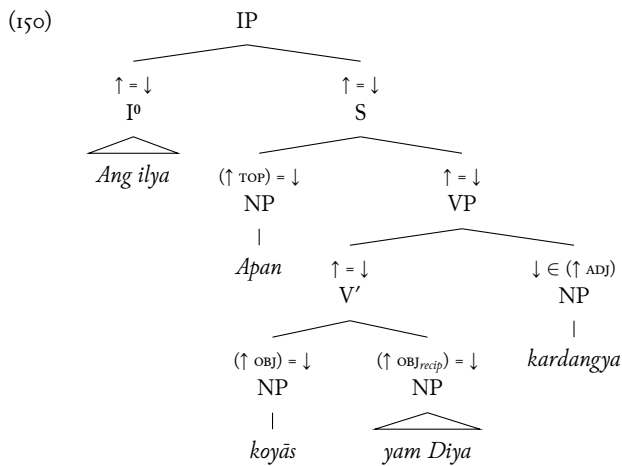 (150) IP
↑ = ↓ ↑ = ↓
I⁰ S
Ang ilya (↑ TOP) = ↓ ↑ = ↓
NP VP
Apan ↑ = ↓ ↓ ∈ (↑ ADJ)
V′ NP
(↑ OBJ) = ↓ (↑ OBJrecip) = ↓ kardangya
NP NP
koyās yam Diya